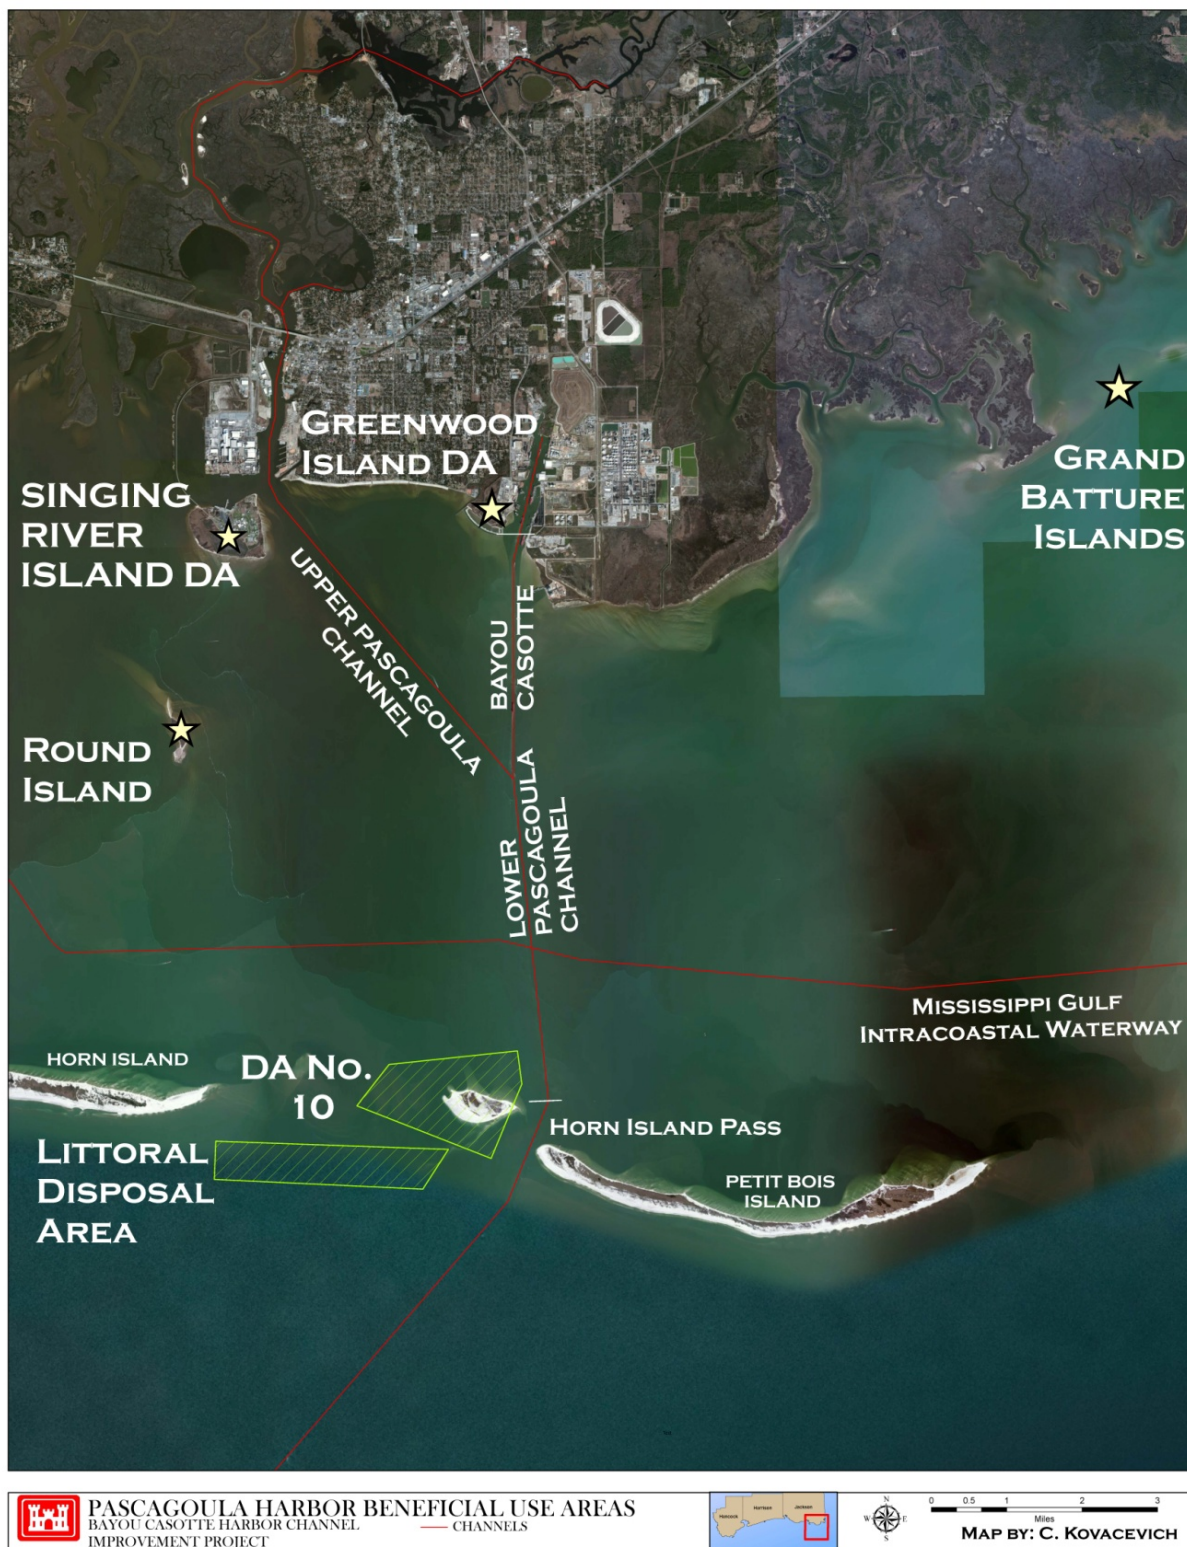 GREENWOOD
ISLAND DA
GRAND
BATTURE
ISLANDS
SINGING
RIVER
ISLAND DA
UPPER PASCAGOULA
CHANNEL
BAYOU
CASOTTE
ROUND
ISLAND
LOWER
PASCAGOULA
CHANNEL
MISSISSIPPI GULF
INTRACOASTAL WATERWAY
HORN ISLAND
DA NO.
10
HORN ISLAND PASS
LITTORAL
DISPOSAL
AREA
PETIT BOIS
ISLAND
PASCAGOULA HARBOR BENEFICIAL USE AREAS
BAYOU CASOTTE HARBOR CHANNEL
IMPROVEMENT PROJECT
CHANNELS
Hancock
Harrison
Jackson
N
W E
S
0 0.5 1 2 3
Miles
MAP BY: C. KOVACEVICH